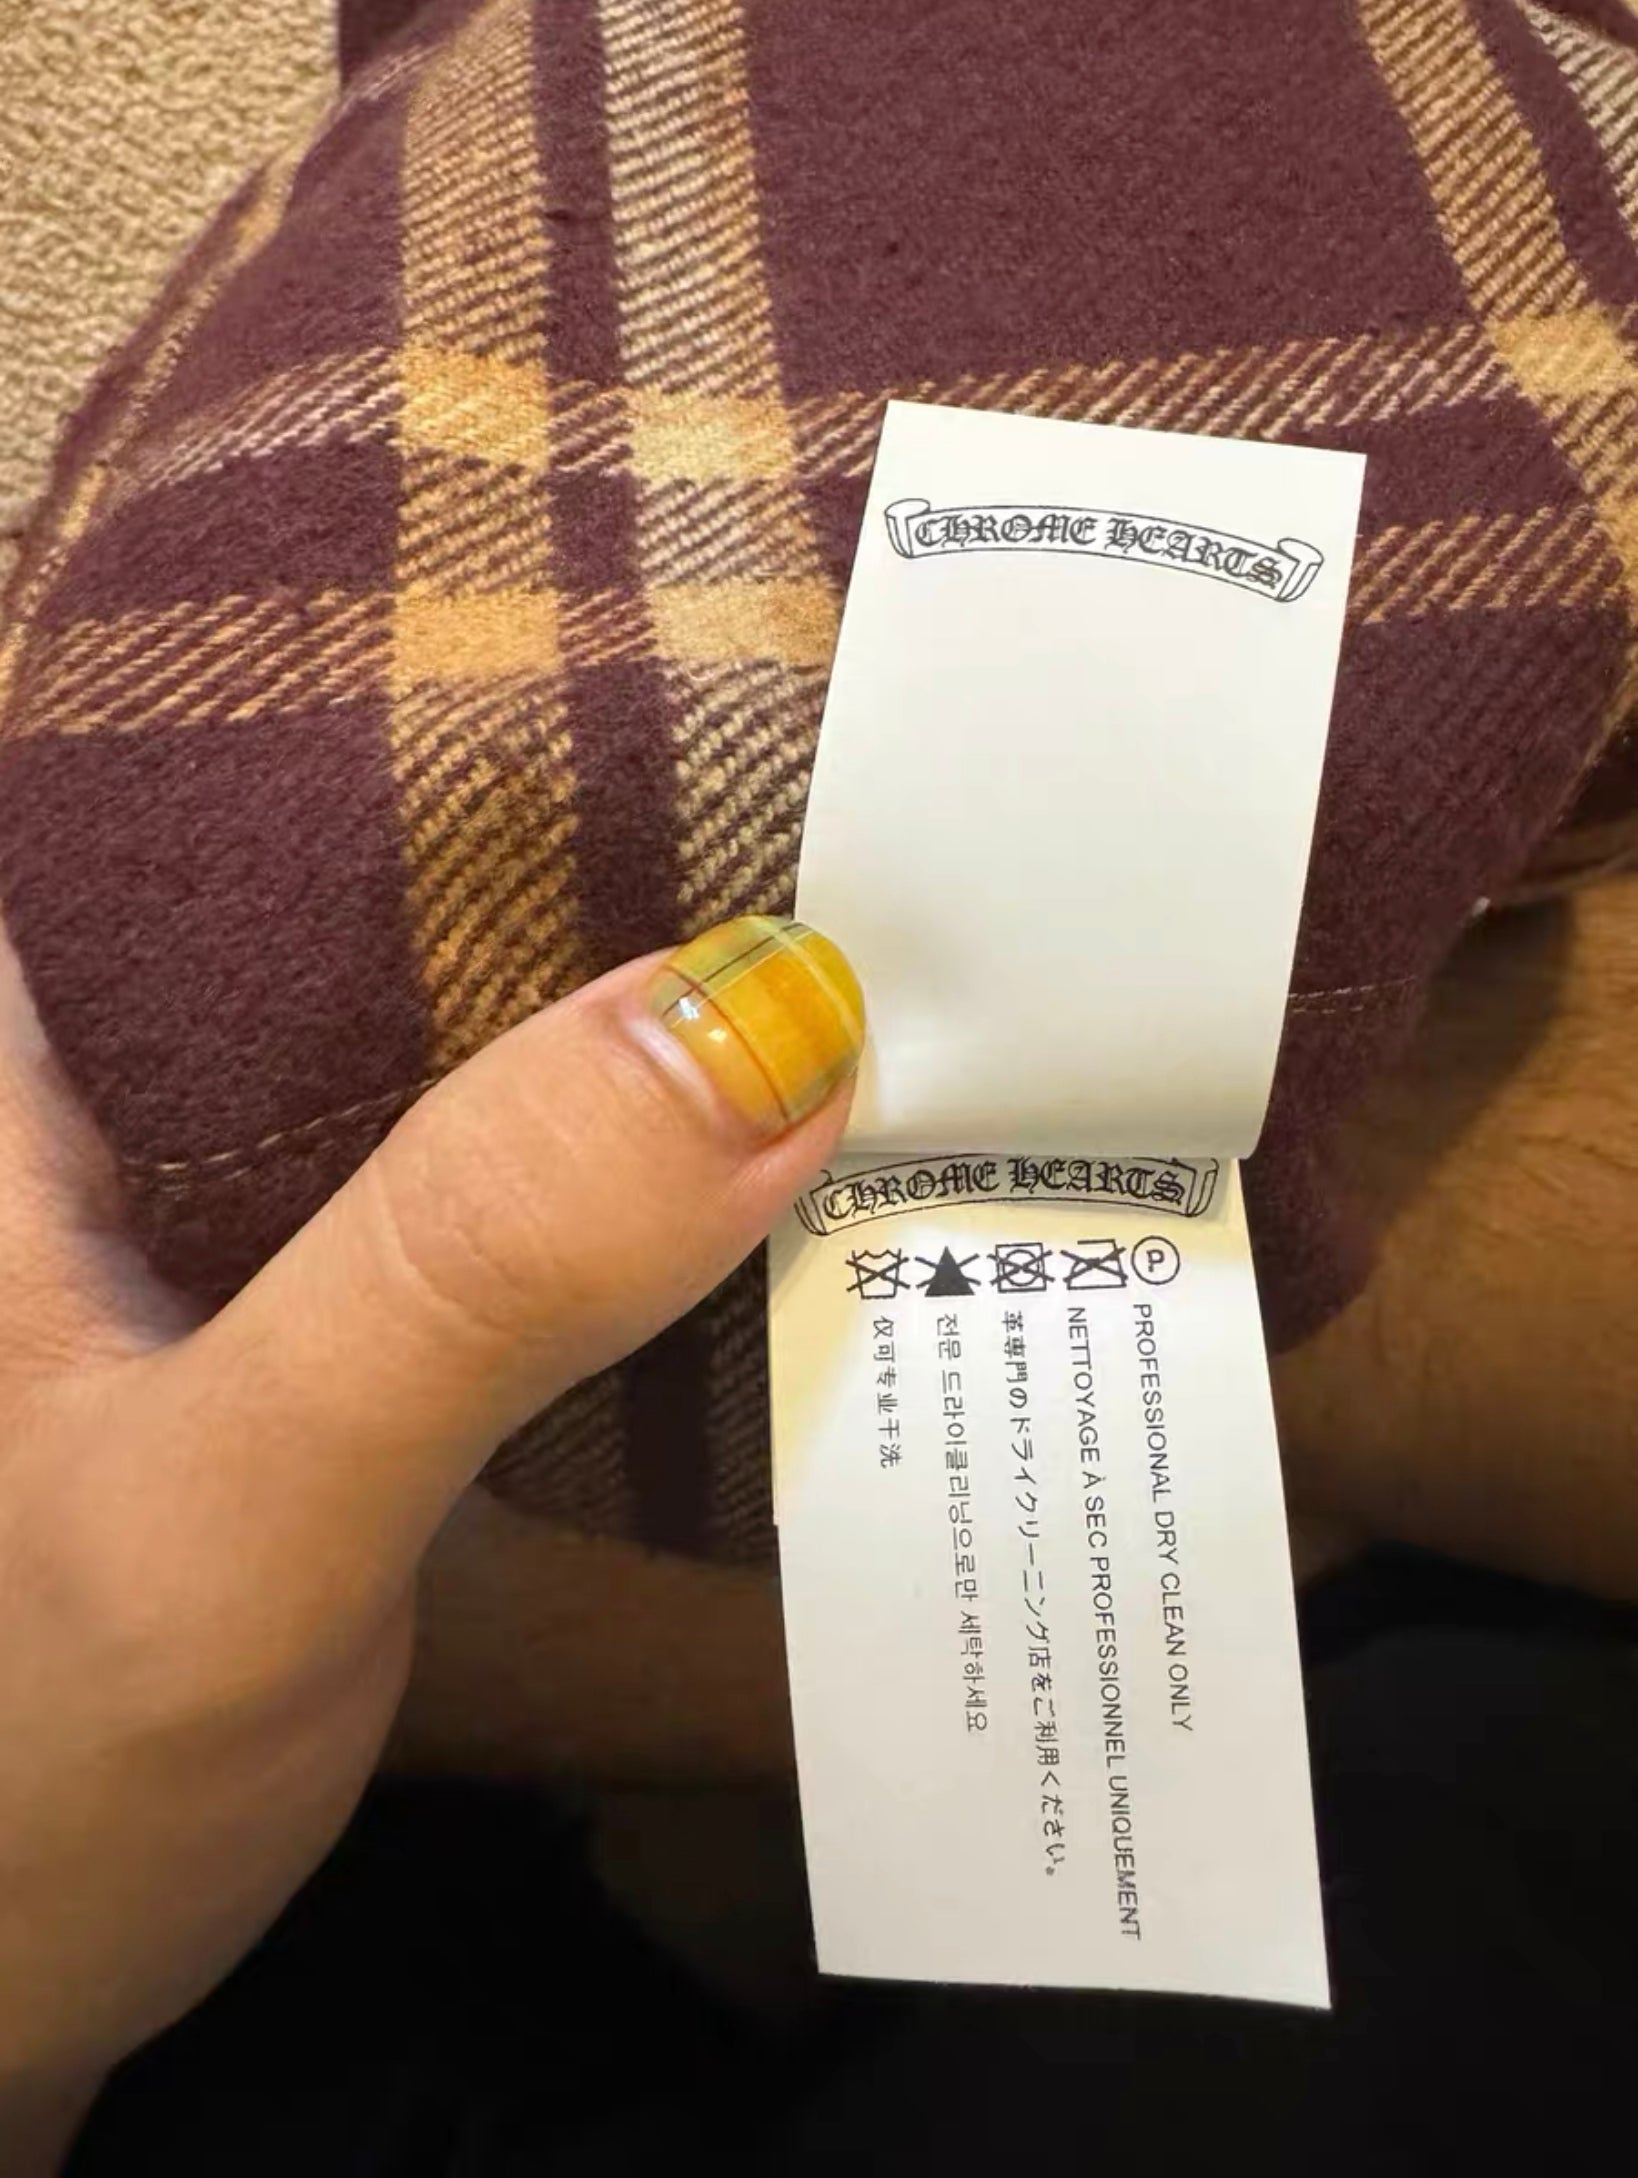 CHROME HEARTS
CHROME HEARTS
P.
PROFESSIONAL DRY CLEAN ONLY
NETTOYAGE À SEC PROFESSIONNEL UNIQUEMENT
革専門のドライクリーニング店をご利用ください。
전문 드라이클리닝으로만 세탁하세요
仅可专业干洗